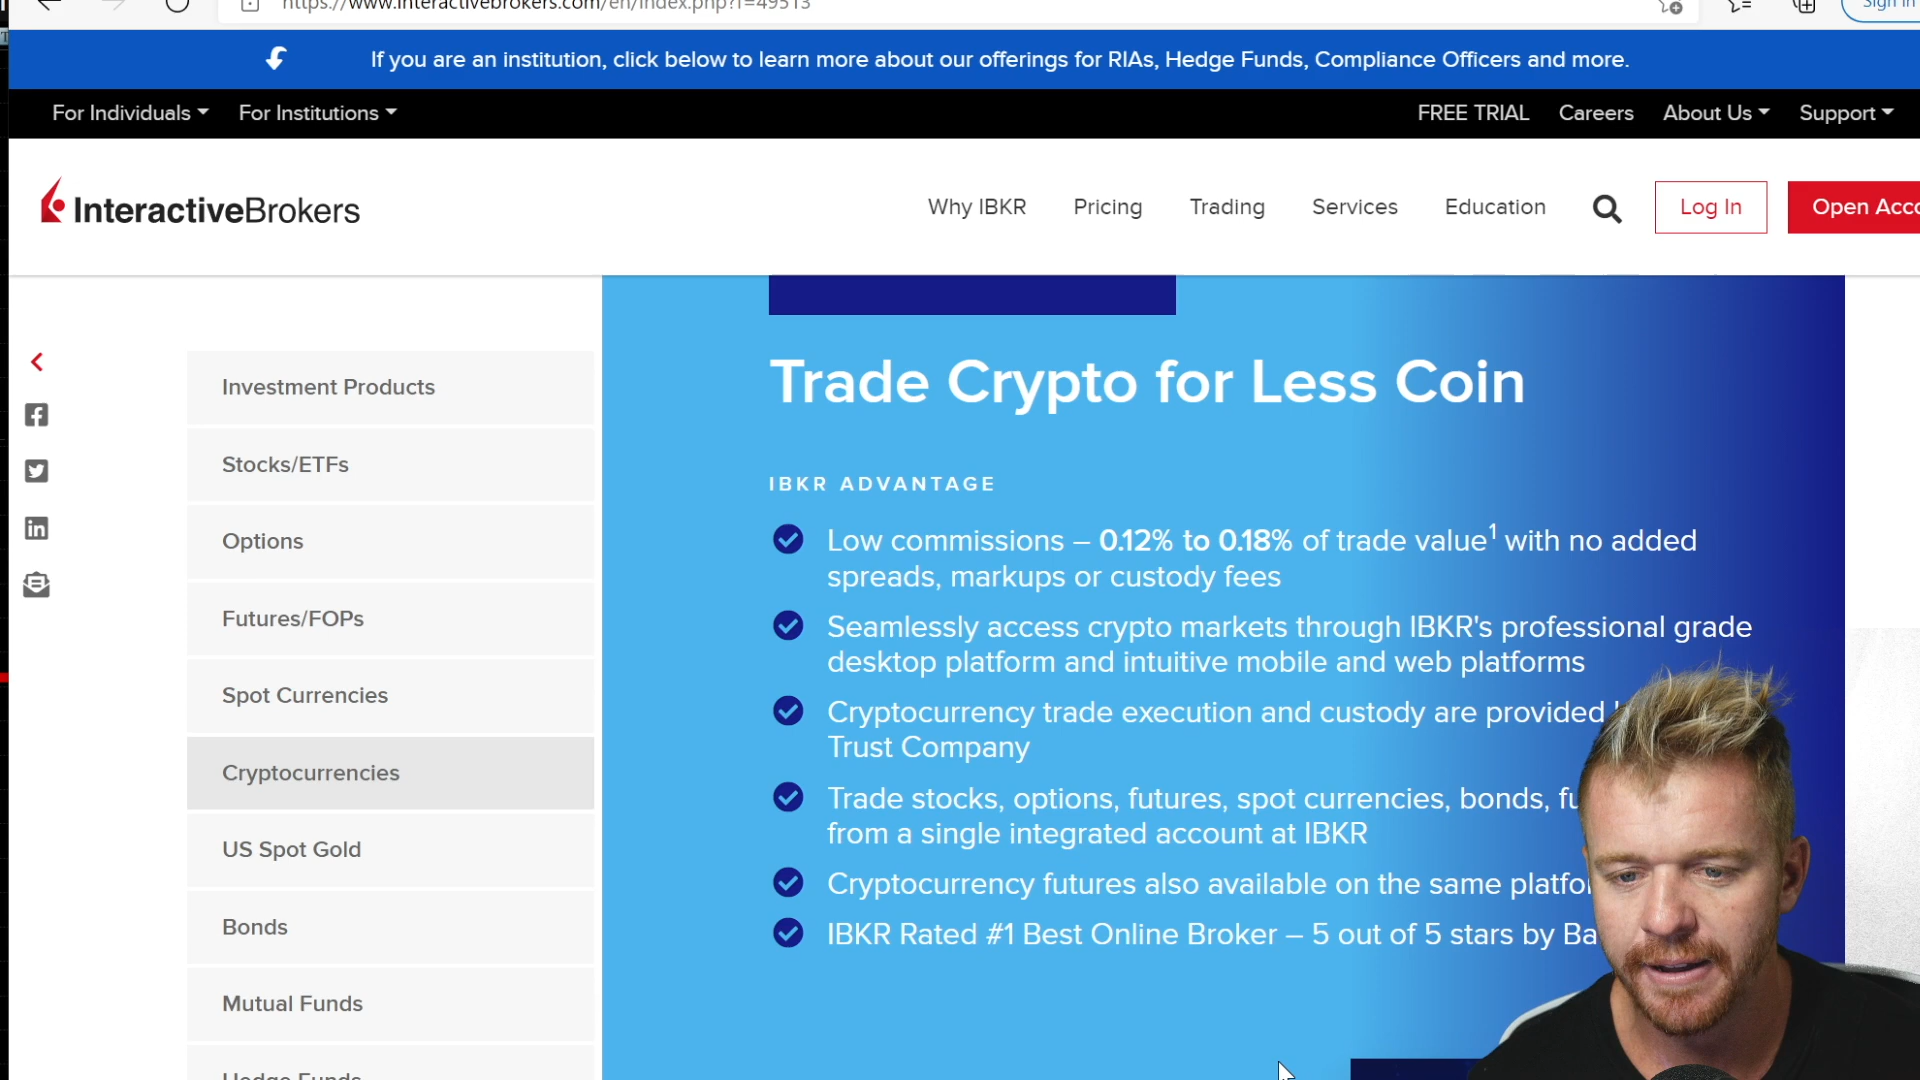 https://www.interactivebrokers.com/en/index.php?f=49513
Sign in
If you are an institution, click below to learn more about our offerings for RIAs, Hedge Funds, Compliance Officers and more.
For Individuals
For Institutions
FREE TRIAL
Careers
About Us
Support
InteractiveBrokers
Why IBKR
Pricing
Trading
Services
Education
Log In
Open Acco
Investment Products
Stocks/ETFs
Options
Futures/FOPs
Spot Currencies
Cryptocurrencies
US Spot Gold
Bonds
Mutual Funds
Hedge Funds
Trade Crypto for Less Coin
IBKR ADVANTAGE
Low commissions – 0.12% to 0.18% of trade value1 with no added
spreads, markups or custody fees
Seamlessly access crypto markets through IBKR's professional grade
desktop platform and intuitive mobile and web platforms
Cryptocurrency trade execution and custody are provided
Trust Company
Trade stocks, options, futures, spot currencies, bonds, fu
from a single integrated account at IBKR
Cryptocurrency futures also available on the same platfo
IBKR Rated #1 Best Online Broker – 5 out of 5 stars by Ba